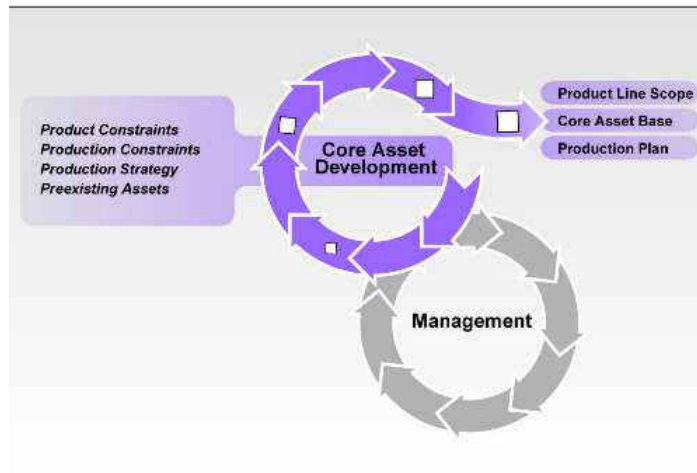 Product Constraints
Production Constraints
Production Strategy
Preexisting Assets
Core Asset
Development
Product Line Scope
Core Asset Base
Production Plan
Management